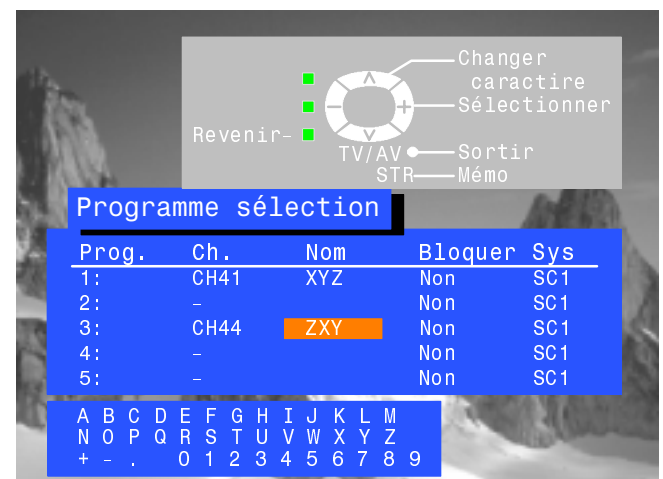 Changer
caractire
Sélectionner
Revenir-
TV/AV Sortir
STR Mémo
Programme sélection
Prog. Ch. Nom Bloquer Sys
1: CH41 XYZ Non SC1
2: - Non SC1
3: CH44 ZXY Non SC1
4: - Non SC1
5: - Non SC1
A B C D E F G H I J K L M
N O P Q R S T U V W X Y Z
+ - . 0 1 2 3 4 5 6 7 8 9